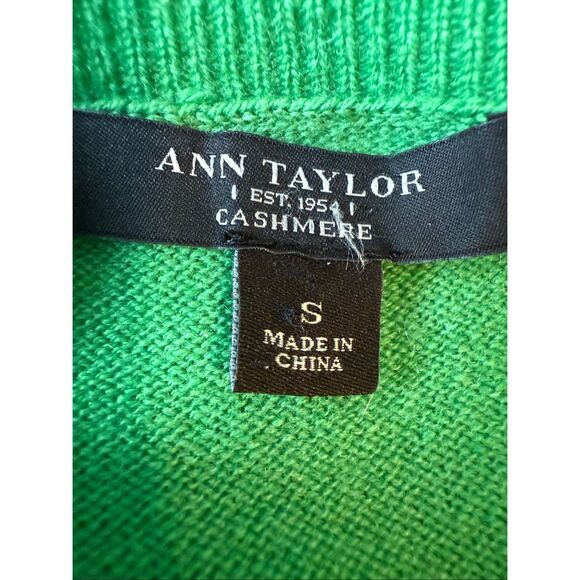 ANN TAYLOR
EST. 1954
CASHMERE
S
MADE IN
CHINA